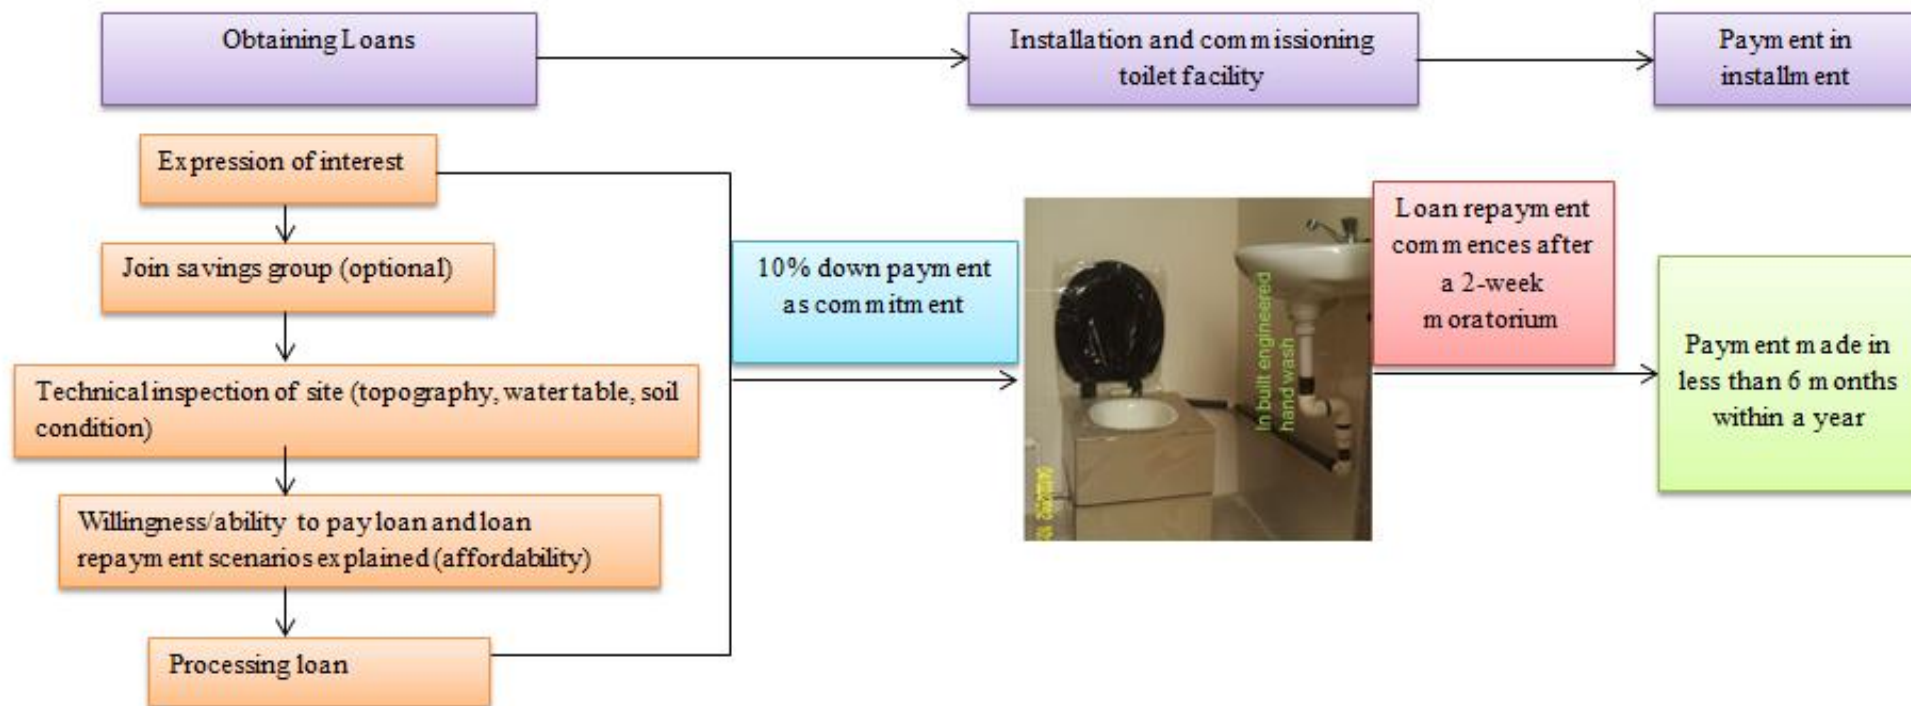 Obtaining Loans
Installation and commissioning
toilet facility
Payment in
installment
Expression of interest
Join savings group (optional)
Technical inspection of site (topography, water table, soil
condition)
Willingness/ability to pay loan and loan
repayment scenarios explained (affordability)
Processing loan
10% down payment
as commitment
In built engineered
hand wash
Loan repayment
commences after
a 2-week
moratorium
Payment made in
less than 6 months
within a year